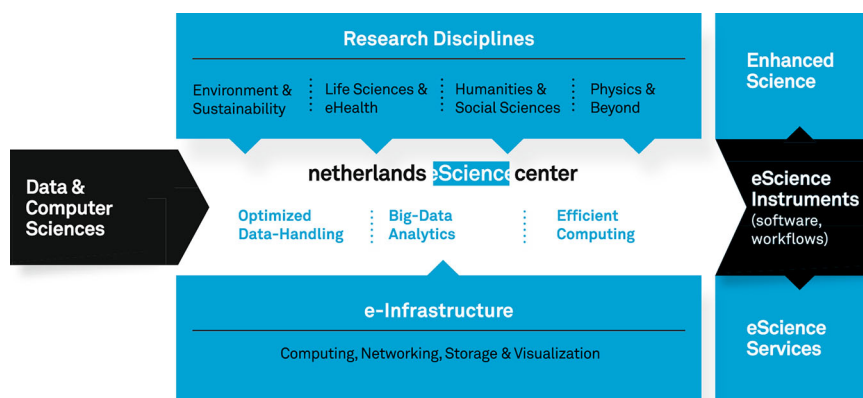 Research Disciplines
Environment &
Sustainability
Life Sciences &
eHealth
Humanities &
Social Sciences
Physics &
Beyond
Enhanced
Science
Data &
Computer
Sciences
netherlands eScience center
Optimized
Data-Handling
Big-Data
Analytics
Efficient
Computing
eScience
Instruments
(software,
workflows)
e-Infrastructure
Computing, Networking, Storage & Visualization
eScience
Services